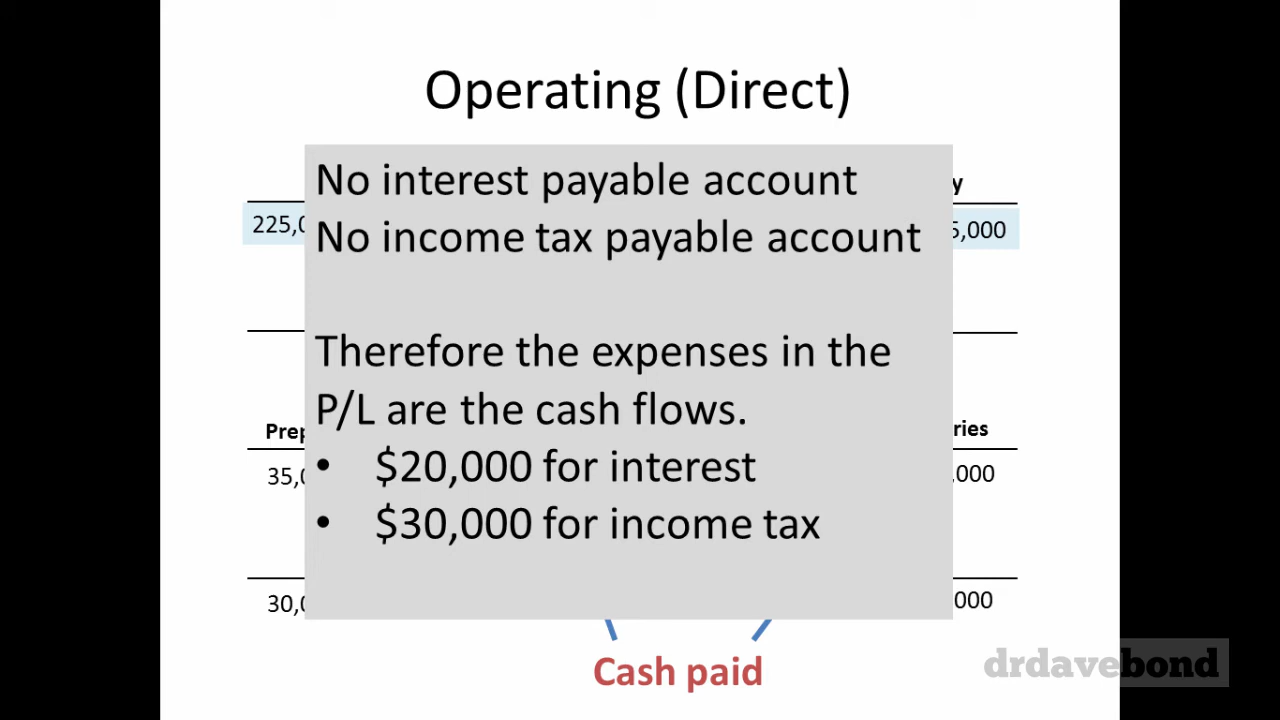 Operating (Direct)
No interest payable account
No income tax payable account
Therefore the expenses in the
P/L are the cash flows.
• $20,000 for interest
• $30,000 for income tax
Cash paid
drdavebond